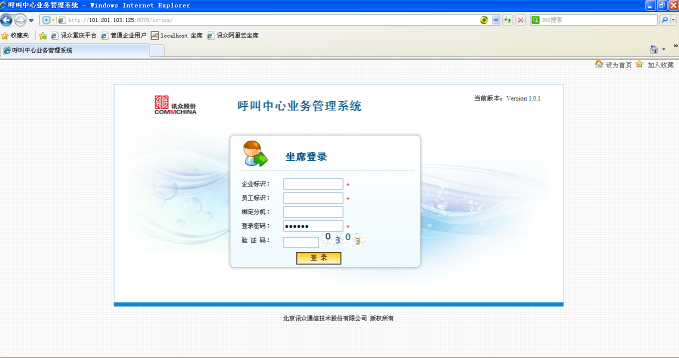 呼叫中心业务管理系统 - Windows Internet Explorer
http://101.201.103.125:8078/cc-oms/
360搜索
收藏夹 讯众重庆平台 普通企业用户 localhost 坐席 讯众阿里云坐席
呼叫中心业务管理系统
设为首页 加入收藏
讯众股份
COMMCHINA
呼叫中心业务管理系统
当前版本: Version 1.0.1
坐席登录
企业标识: *
员工标识: *
绑定分机:
登录密码: •••••• *
验 证 码: 0 3 0 3
登 录
北京讯众通信技术股份有限公司 版权所有